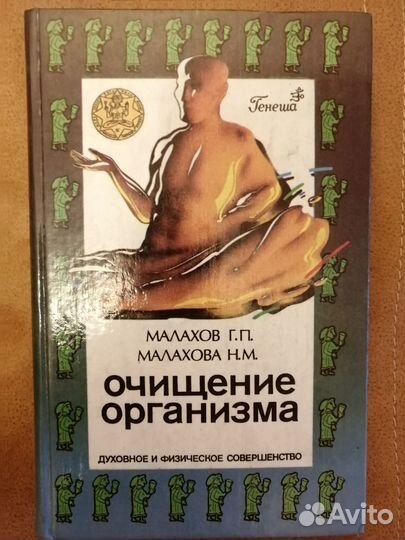 Генеша
МАЛАХОВ Г.П.
МАЛАХОВА Н.М.
ОЧИЩЕНИЕ
ОРГАНИЗМА
ДУХОВНОЕ И ФИЗИЧЕСКОЕ СОВЕРШЕНСТВО
Avito